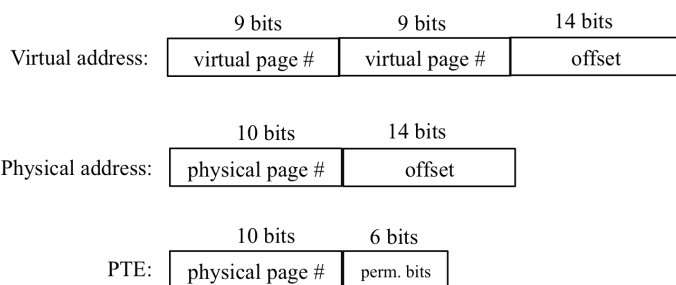 9 bits 9 bits 14 bits
Virtual address: virtual page # virtual page # offset
10 bits 14 bits
Physical address: physical page # offset
10 bits 6 bits
PTE: physical page # perm. bits